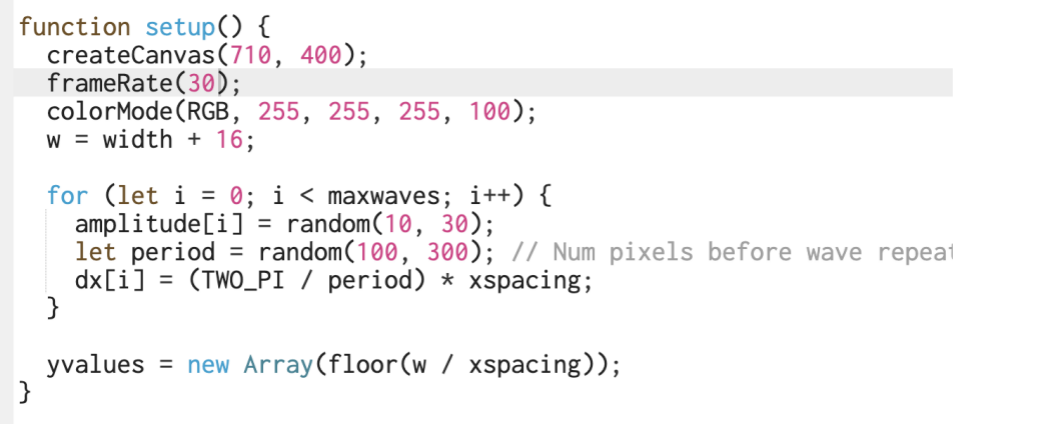 function setup() {
  createCanvas(710, 400);
  frameRate(30);
  colorMode(RGB, 255, 255, 255, 100);
  w = width + 16;

  for (let i = 0; i < maxwaves; i++) {
    amplitude[i] = random(10, 30);
    let period = random(100, 300); // Num pixels before wave repeat
    dx[i] = (TWO_PI / period) * xspacing;
  }

  yvalues = new Array(floor(w / xspacing));
}